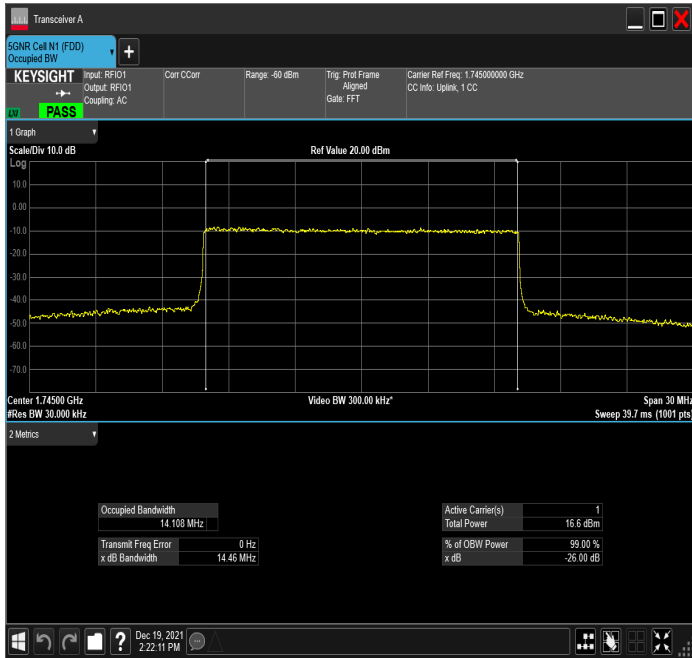 Transceiver A
5GNR Cell N1 (FDD)
Occupied BW
KEYSIGHT
LXI
PASS
Input: RFIO1
Output: RFIO1
Coupling: AC
Corr CCorr
Range: -60 dBm
Trig: Prot Frame
Aligned
Gate: FFT
Carrier Ref Freq: 1.745000000 GHz
CC Info: Uplink, 1 CC
1 Graph
Scale/Div 10.0 dB
Ref Value 20.00 dBm
Log
10.0
0.00
-10.0
-20.0
-30.0
-40.0
-50.0
-60.0
-70.0
Center 1.74500 GHz
Video BW 300.00 kHz*
Span 30 MHz
#Res BW 30.000 kHz
Sweep 39.7 ms (1001 pts)
2 Metrics
Occupied Bandwidth
14.108 MHz
Transmit Freq Error 0 Hz
x dB Bandwidth 14.46 MHz
Active Carrier(s) 1
Total Power 16.6 dBm
% of OBW Power 99.00 %
x dB -26.00 dB
Dec 19, 2021
2:22:11 PM